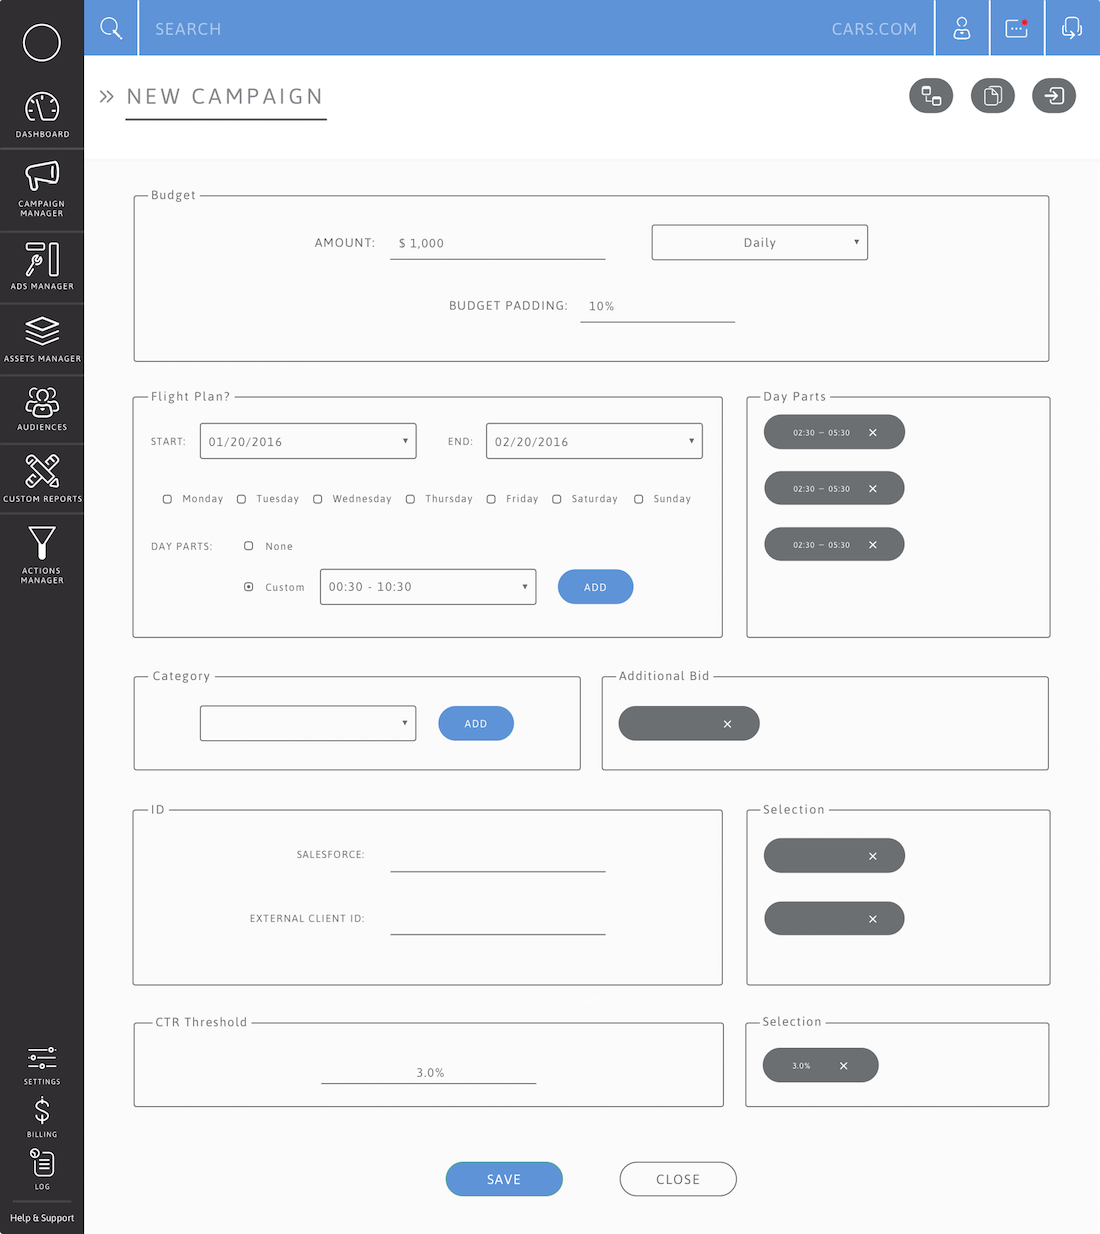 SEARCH
CARS.COM
DASHBOARD
CAMPAIGN
MANAGER
ADS MANAGER
ASSETS MANAGER
AUDIENCES
CUSTOM REPORTS
ACTIONS
MANAGER
SETTINGS
BILLING
LOG
Help & Support
» NEW CAMPAIGN
Budget
AMOUNT: $ 1,000 Daily
BUDGET PADDING: 10%
Flight Plan?
START: 01/20/2016 END: 02/20/2016
Monday Tuesday Wednesday Thursday Friday Saturday Sunday
DAY PARTS: None
Custom 00:30 - 10:30 ADD
Day Parts
02:30 – 05:30 ×
02:30 – 05:30 ×
02:30 – 05:30 ×
Category
ADD
Additional Bid
×
ID
SALESFORCE:
EXTERNAL CLIENT ID:
Selection
×
×
CTR Threshold
3.0%
Selection
3.0% ×
SAVE CLOSE